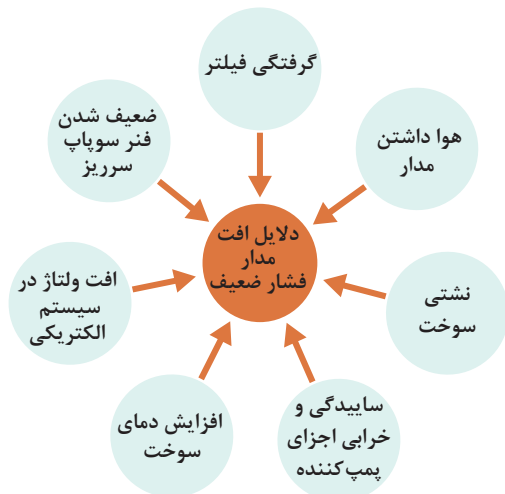 دلایل افت
مدار
فشار ضعیف
گرفتگی فیلتر
هوا داشتن
مدار
نشتی
سوخت
ساییدگی و
خرابی اجزای
پمپ‌کننده
افزایش دمای
سوخت
افت ولتاژ در
سیستم
الکتریکی
ضعیف شدن
فنر سوپاپ
سرریز